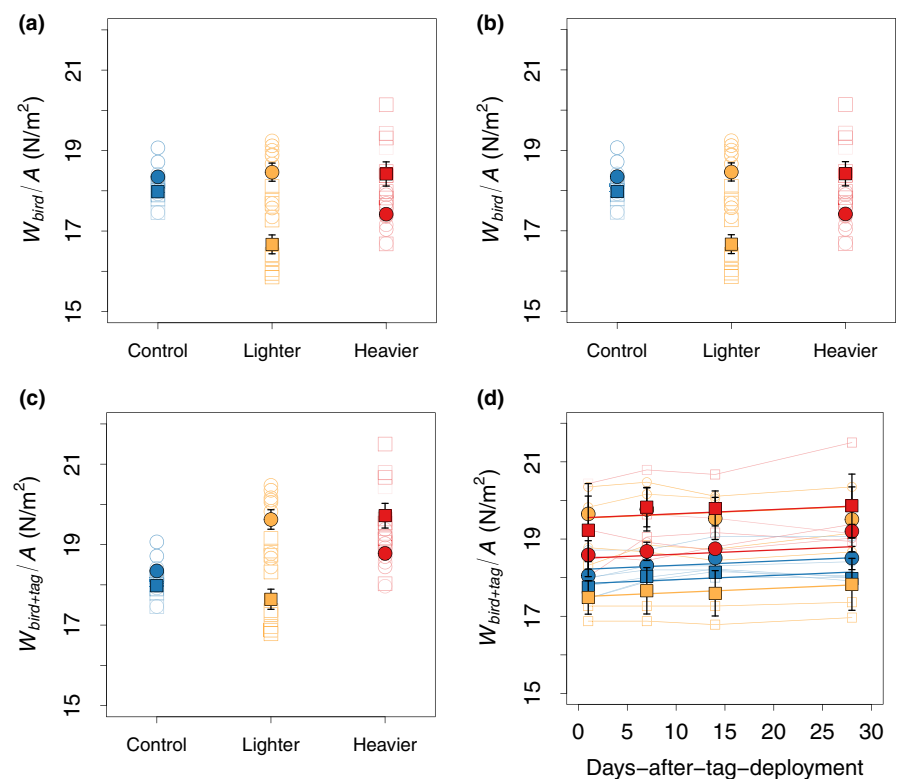 (a)
W_bird / A (N/m²)
21
19
17
15
Control Lighter Heavier
(b)
W_bird / A (N/m²)
21
19
17
15
Control Lighter Heavier
(c)
W_bird+tag / A (N/m²)
21
19
17
15
Control Lighter Heavier
(d)
W_bird+tag / A (N/m²)
21
19
17
15
0 5 10 15 20 25 30
Days−after−tag−deployment